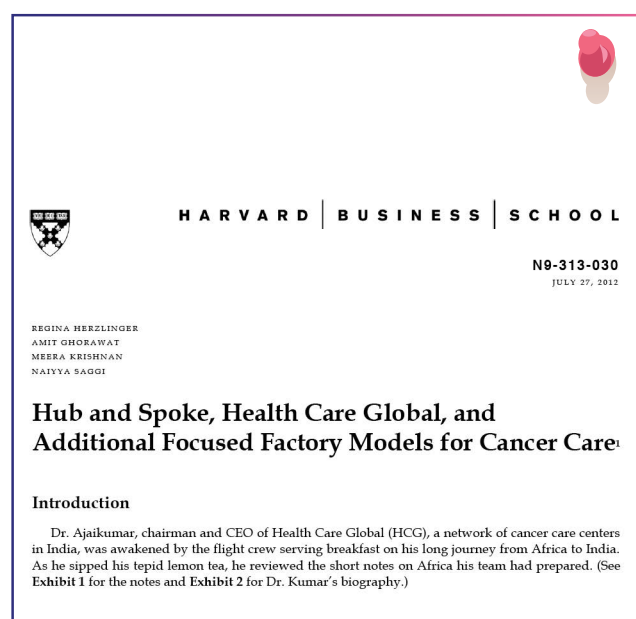 HARVARD | BUSINESS | SCHOOL
N9-313-030
JULY 27, 2012
REGINA HERZLINGER
AMIT GHORAWAT
MEERA KRISHNAN
NAIYYA SAGGI
Hub and Spoke, Health Care Global, and
Additional Focused Factory Models for Cancer Care1
Introduction
Dr. Ajaikumar, chairman and CEO of Health Care Global (HCG), a network of cancer care centers
in India, was awakened by the flight crew serving breakfast on his long journey from Africa to India.
As he sipped his tepid lemon tea, he reviewed the short notes on Africa his team had prepared. (See
Exhibit 1 for the notes and Exhibit 2 for Dr. Kumar's biography.)